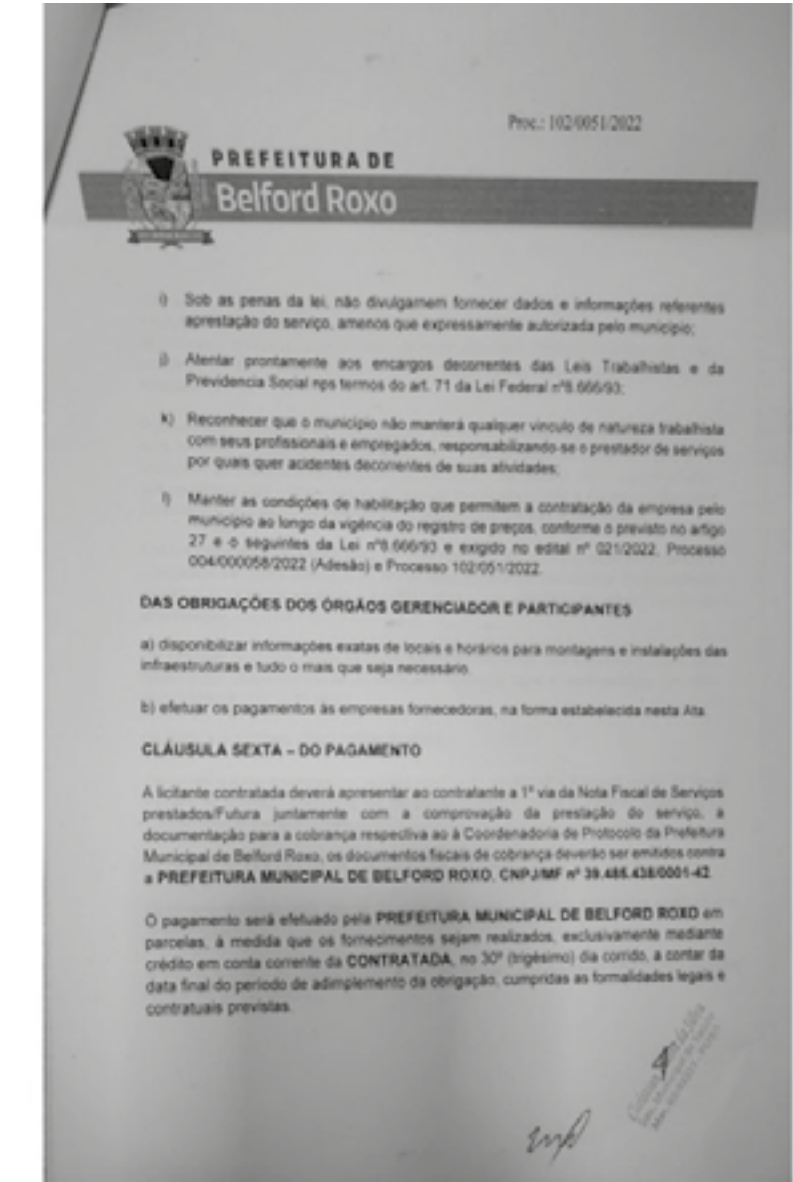 Proc.: 102/0051/2022
PREFEITURA DE
Belford Roxo
i) Sob as penas da lei, não divulgamem fornecer dados e informações referentes
aprestação do serviço, amenos que expressamente autorizada pelo municipio;
j) Atentar prontamente aos encargos decorrentes das Leis Trabalhistas e da
Previdencia Social nps termos do art. 71 da Lei Federal nº8.666/93;
k) Reconhecer que o município não manterá qualquer vinculo de natureza trabalhista
com seus profissionais e empregados, responsabilizando-se o prestador de serviços
por quais quer acidentes decorrentes de suas atividades;
l) Manter as condições de habilitação que permitem a contratação da empresa pelo
município ao longo da vigência do registro de preços, conforme o previsto no artigo
27 e o seguintes da Lei nº8.666/93 e exigido no edital nº 021/2022, Processo
004/000058/2022 (Adesão) e Processo 102/051/2022.
DAS OBRIGAÇÕES DOS ÓRGÃOS GERENCIADOR E PARTICIPANTES
a) disponibilizar informações exatas de locais e horários para montagens e instalações das
infraestruturas e tudo o mais que seja necessário.
b) efetuar os pagamentos às empresas fornecedoras, na forma estabelecida nesta Ata.
CLÁUSULA SEXTA – DO PAGAMENTO
A licitante contratada deverá apresentar ao contratante a 1ª via da Nota Fiscal de Serviços
prestados/Futura juntamente com a comprovação da prestação do serviço, a
documentação para a cobrança respectiva ao à Coordenadoria de Protocolo da Prefeitura
Municipal de Belford Roxo, os documentos fiscais de cobrança deverão ser emitidos contra
a PREFEITURA MUNICIPAL DE BELFORD ROXO, CNPJ/MF nº 39.485.438/0001-42.
O pagamento será efetuado pela PREFEITURA MUNICIPAL DE BELFORD ROXO em
parcelas, à medida que os fornecimentos sejam realizados, exclusivamente mediante
crédito em conta corrente da CONTRATADA, no 30º (trigésimo) dia corrido, a contar da
data final do período de adimplemento da obrigação, cumpridas as formalidades legais e
contratuais previstas.